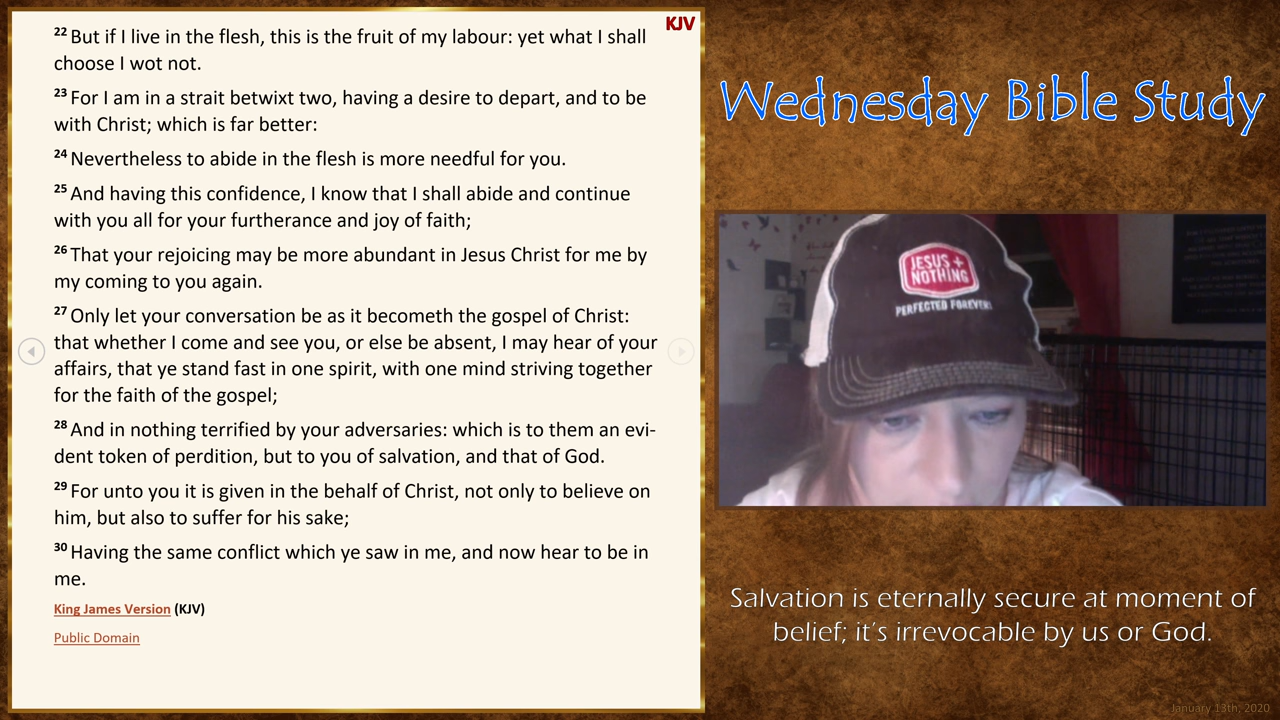 KJV
22 But if I live in the flesh, this is the fruit of my labour: yet what I shall
choose I wot not.
23 For I am in a strait betwixt two, having a desire to depart, and to be
with Christ; which is far better:
24 Nevertheless to abide in the flesh is more needful for you.
25 And having this confidence, I know that I shall abide and continue
with you all for your furtherance and joy of faith;
26 That your rejoicing may be more abundant in Jesus Christ for me by
my coming to you again.
27 Only let your conversation be as it becometh the gospel of Christ:
that whether I come and see you, or else be absent, I may hear of your
affairs, that ye stand fast in one spirit, with one mind striving together
for the faith of the gospel;
28 And in nothing terrified by your adversaries: which is to them an evi-
dent token of perdition, but to you of salvation, and that of God.
29 For unto you it is given in the behalf of Christ, not only to believe on
him, but also to suffer for his sake;
30 Having the same conflict which ye saw in me, and now hear to be in
me.
King James Version (KJV)
Public Domain
Wednesday Bible Study
JESUS +
NOTHING
PERFECTED FOREVER!
Salvation is eternally secure at moment of
belief; it's irrevocable by us or God.
January 13th, 2020